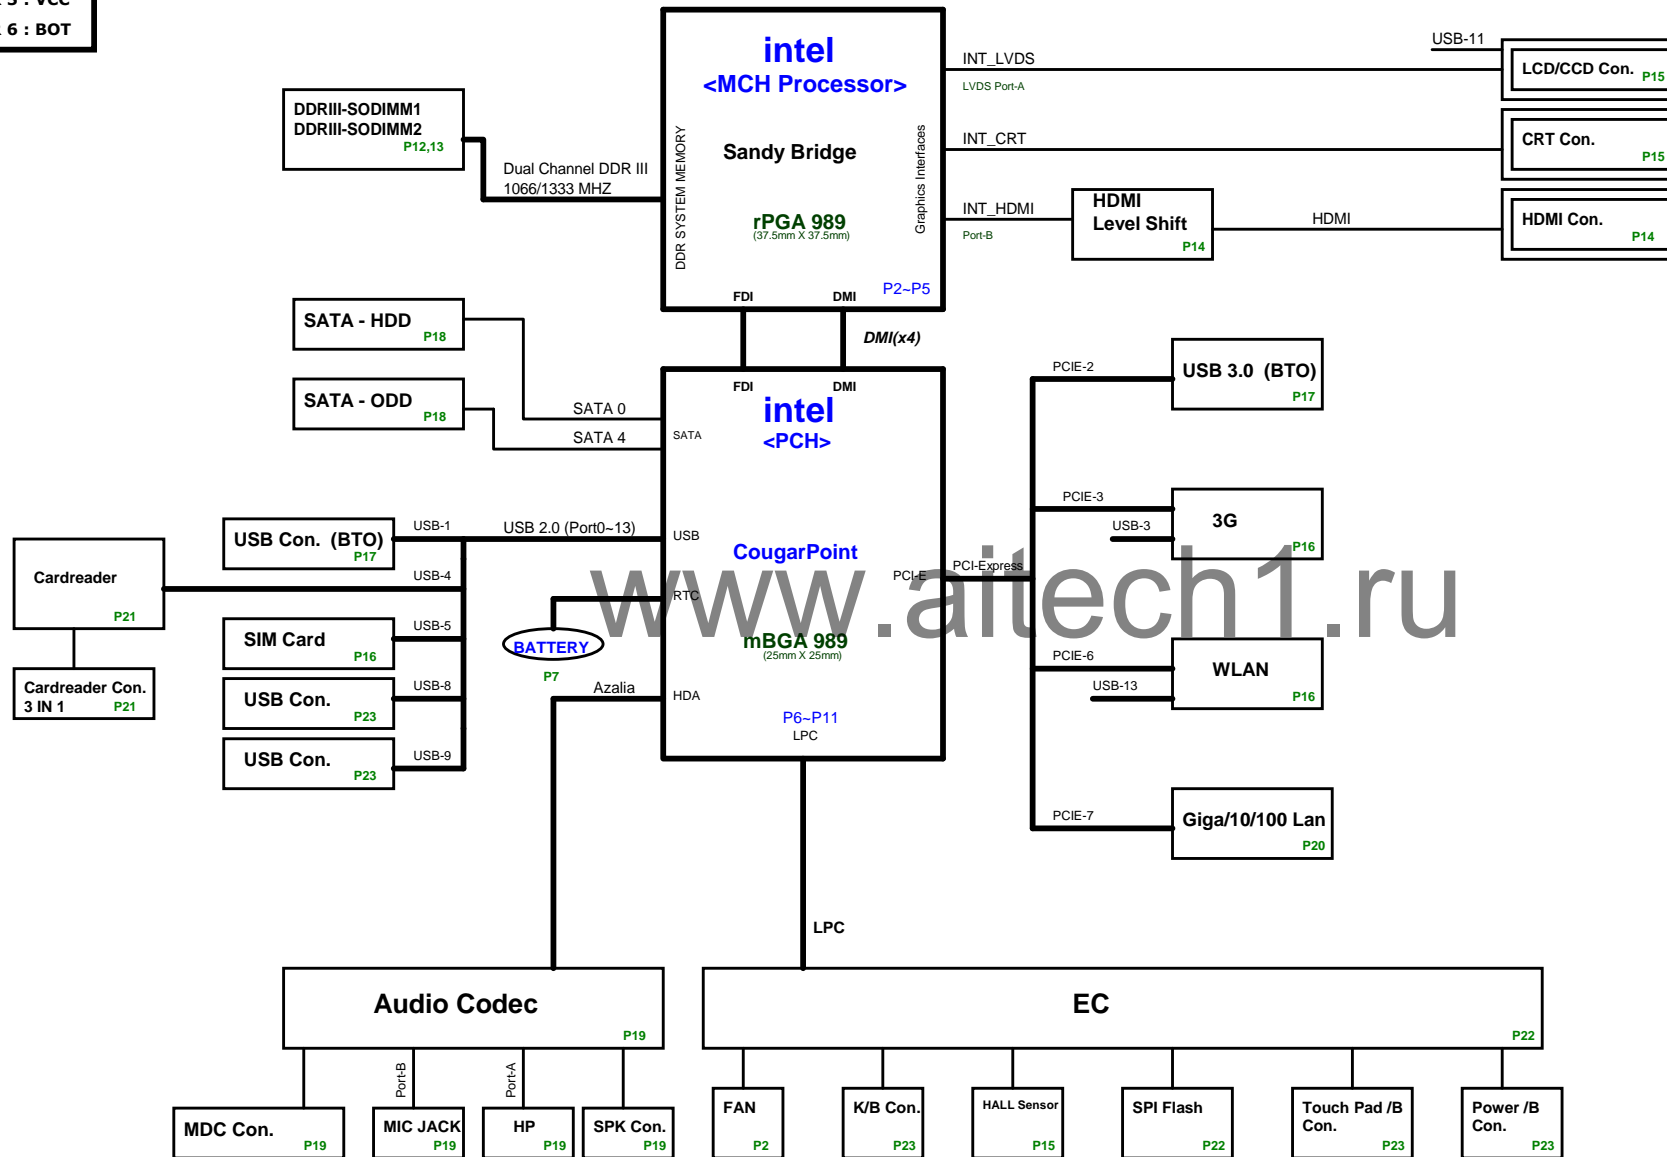 6 : BOT
intel
<MCH Processor>
Sandy Bridge
rPGA 989
(37.5mm X 37.5mm)
DDR SYSTEM MEMORY
Graphics Interfaces
P2~P5
FDI
DMI
DDRIII-SODIMM1
DDRIII-SODIMM2
P12,13
Dual Channel DDR III
1066/1333 MHZ
INT_LVDS
LVDS Port-A
USB-11
LCD/CCD Con.
P15
INT_CRT
CRT Con.
P15
INT_HDMI
Port-B
HDMI
Level Shift
P14
HDMI
HDMI Con.
P14
DMI(x4)
SATA - HDD
P18
SATA - ODD
P18
SATA 0
SATA 4
FDI
DMI
intel
<PCH>
SATA
USB
CougarPoint
PCI-E
RTC
mBGA 989
(25mm X 25mm)
HDA
P6~P11
LPC
USB Con. (BTO)
P17
USB-1
USB 2.0 (Port0~13)
Cardreader
P21
USB-4
SIM Card
P16
USB-5
BATTERY
P7
Cardreader Con.
3 IN 1
P21
USB Con.
P23
USB-8
Azalia
USB Con.
P23
USB-9
PCIE-2
USB 3.0 (BTO)
P17
PCIE-3
USB-3
3G
P16
PCI-Express
www.aitech1.ru
PCIE-6
USB-13
WLAN
P16
PCIE-7
Giga/10/100 Lan
P20
LPC
Audio Codec
P19
EC
P22
Port-B
Port-A
MDC Con.
P19
MIC JACK
P19
HP
P19
SPK Con.
P19
FAN
P2
K/B Con.
P23
HALL Sensor
P15
SPI Flash
P22
Touch Pad /B
Con.
P23
Power /B
Con.
P23